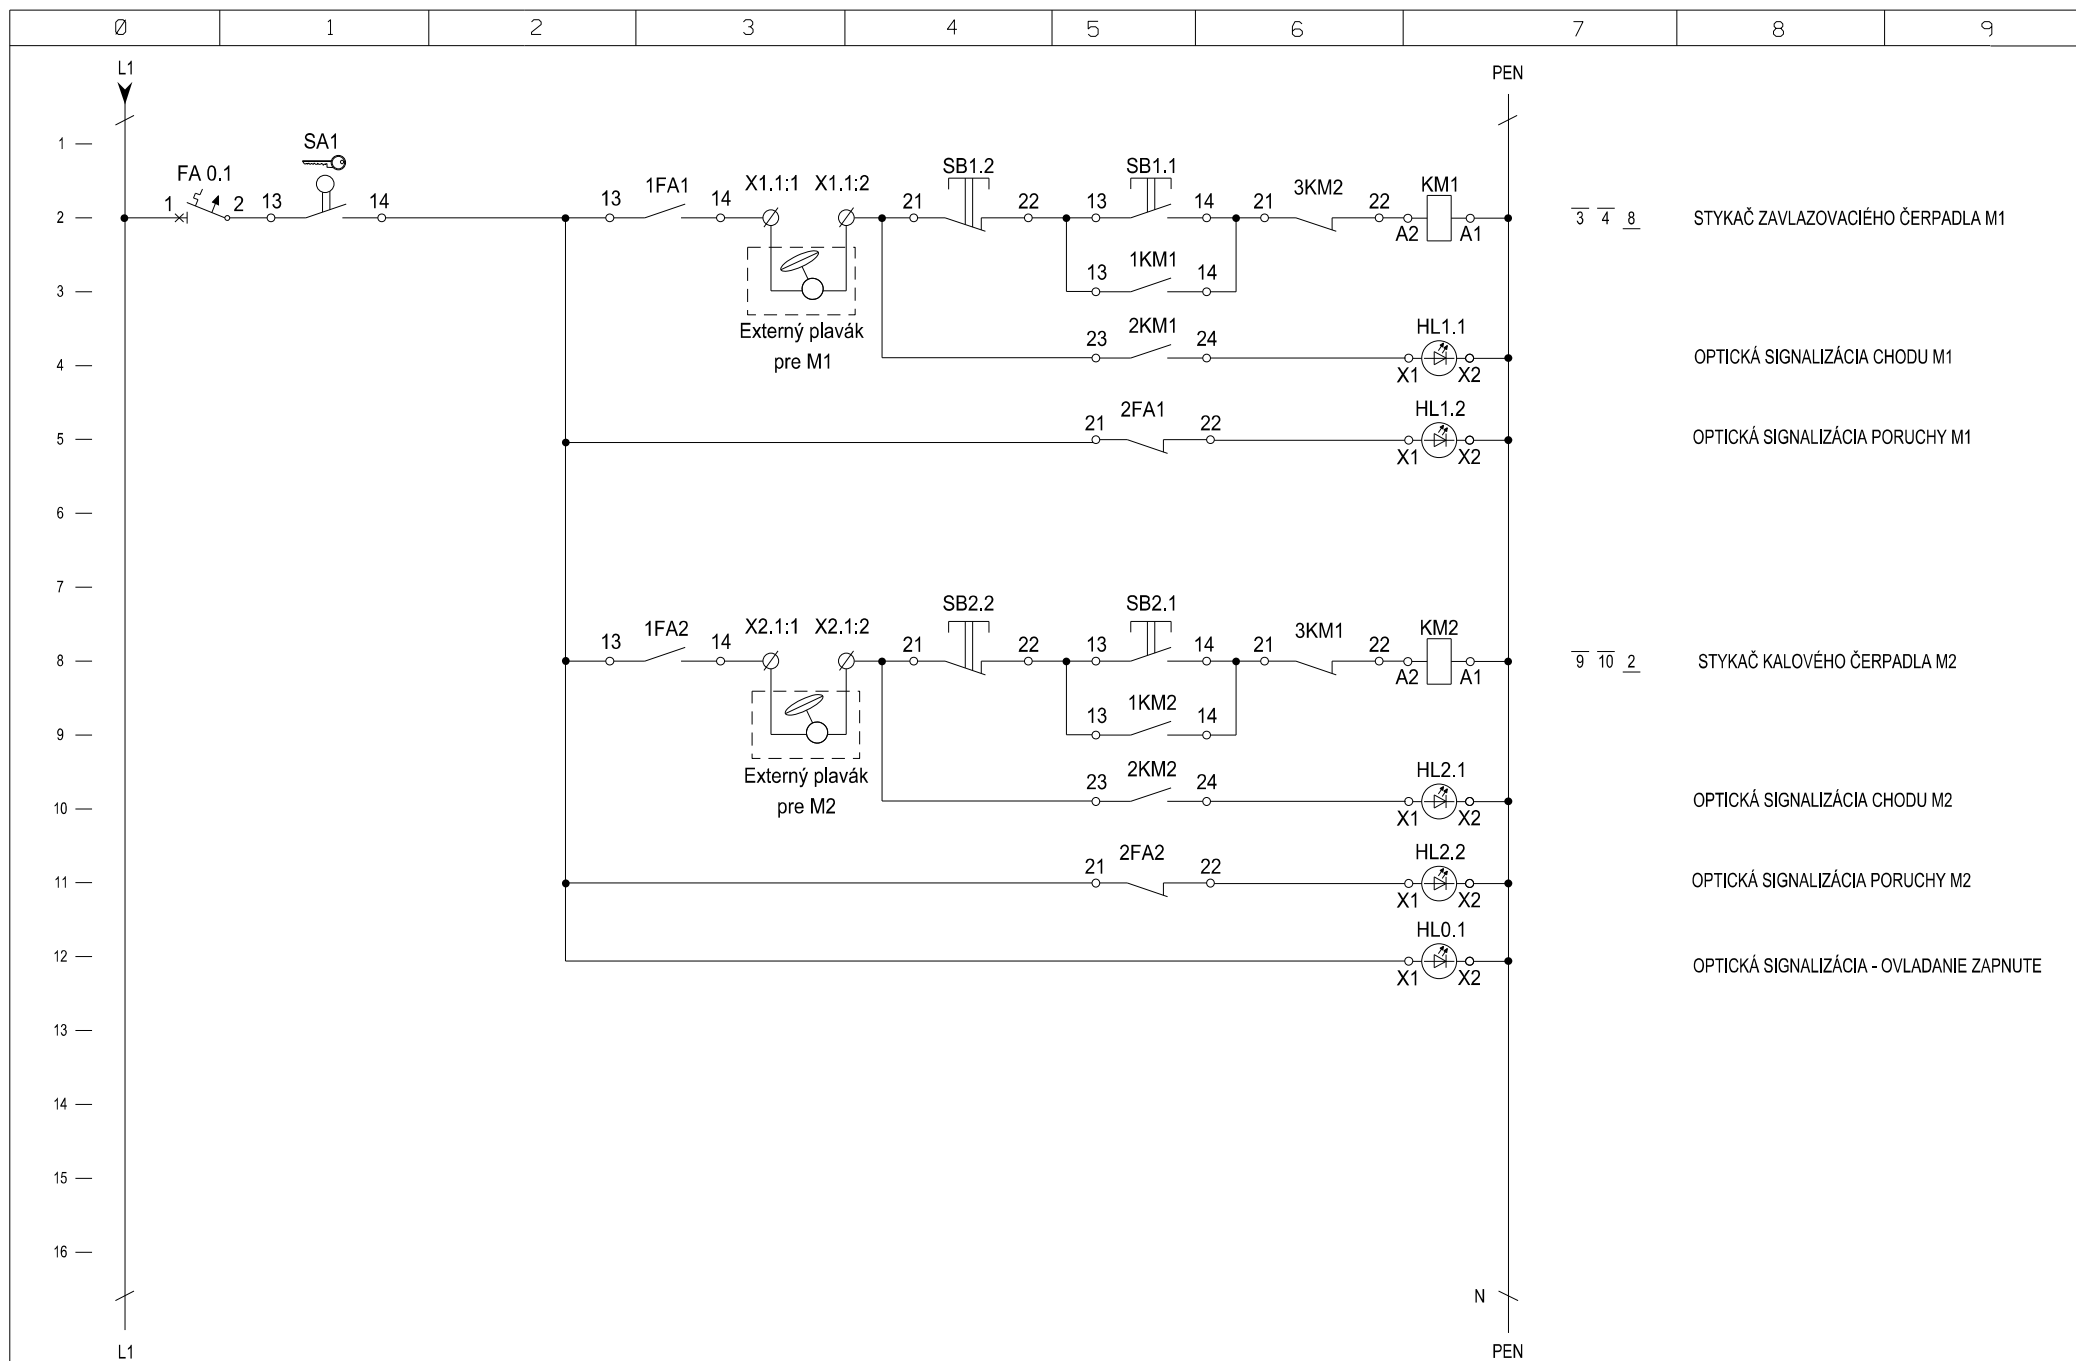 0 1 2 3 4 5 6 7 8 9
L1 PEN
1
SA1
FA 0.1 SB1.2 SB1.1
1FA1 X1.1:1 X1.1:2 3KM2 KM1
2 1 2 13 14 13 14 21 22 13 14 21 22 A2 A1 3 4 8 STYKAČ ZAVLAZOVACIÉHO ČERPADLA M1
1KM1
3 13 14
Externý plavák
pre M1
2KM1 HL1.1
4 23 24 X1 X2 OPTICKÁ SIGNALIZÁCIA CHODU M1
2FA1 HL1.2
5 21 22 X1 X2 OPTICKÁ SIGNALIZÁCIA PORUCHY M1
6
7
SB2.2 SB2.1
1FA2 X2.1:1 X2.1:2 3KM1 KM2
8 13 14 21 22 13 14 21 22 A2 A1 9 10 2 STYKAČ KALOVÉHO ČERPADLA M2
1KM2
9 13 14
Externý plavák
pre M2
2KM2 HL2.1
10 23 24 X1 X2 OPTICKÁ SIGNALIZÁCIA CHODU M2
2FA2 HL2.2
11 21 22 X1 X2 OPTICKÁ SIGNALIZÁCIA PORUCHY M2
HL0.1
12 X1 X2 OPTICKÁ SIGNALIZÁCIA - OVLADANIE ZAPNUTE
13
14
15
16
N
L1 PEN